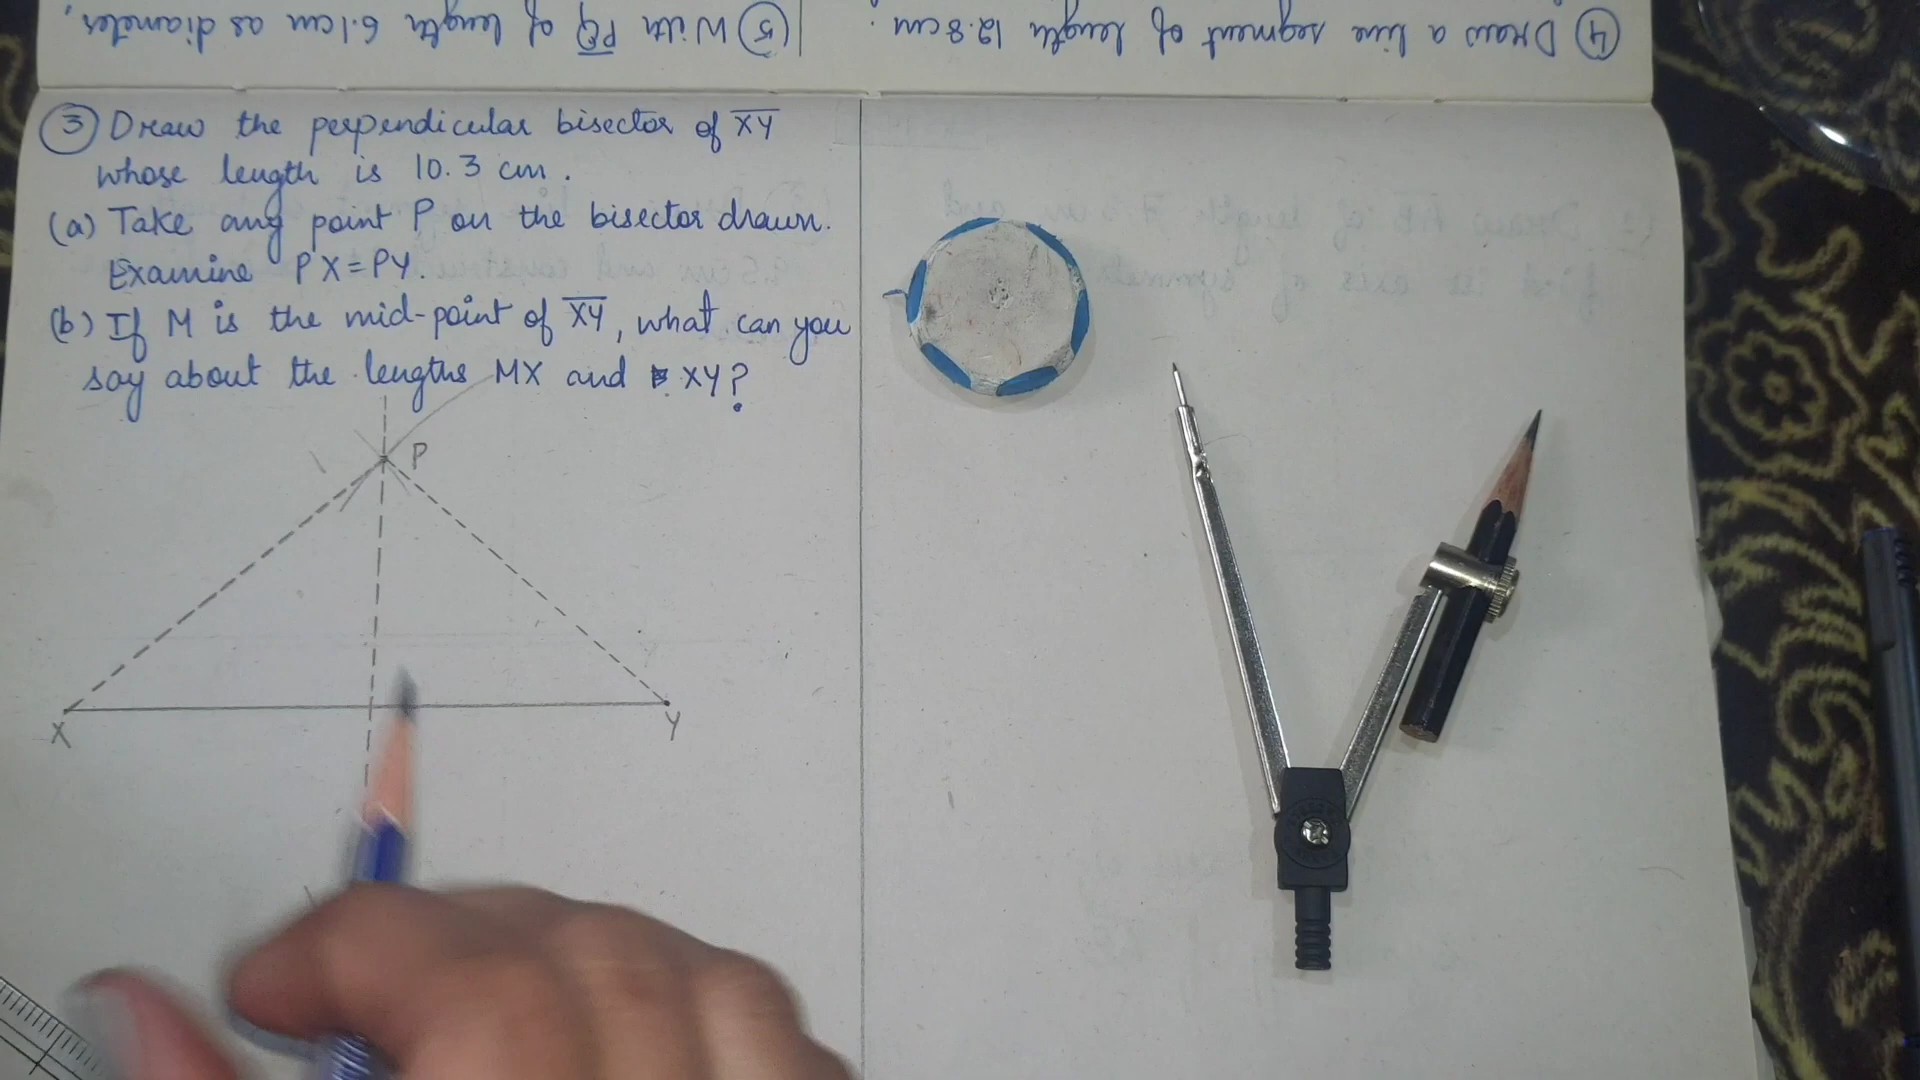 ④ Draw a line segment of length 12.8 cm.
⑤ With PQ of length 6.1cm as diameter,
③ Draw the perpendicular bisector of XY
whose length is 10.3 cm.
(a) Take any point P on the bisector drawn.
Examine PX=PY.
(b) If M is the mid-point of XY, what can you
say about the lengths MX and XY?
P
X
Y